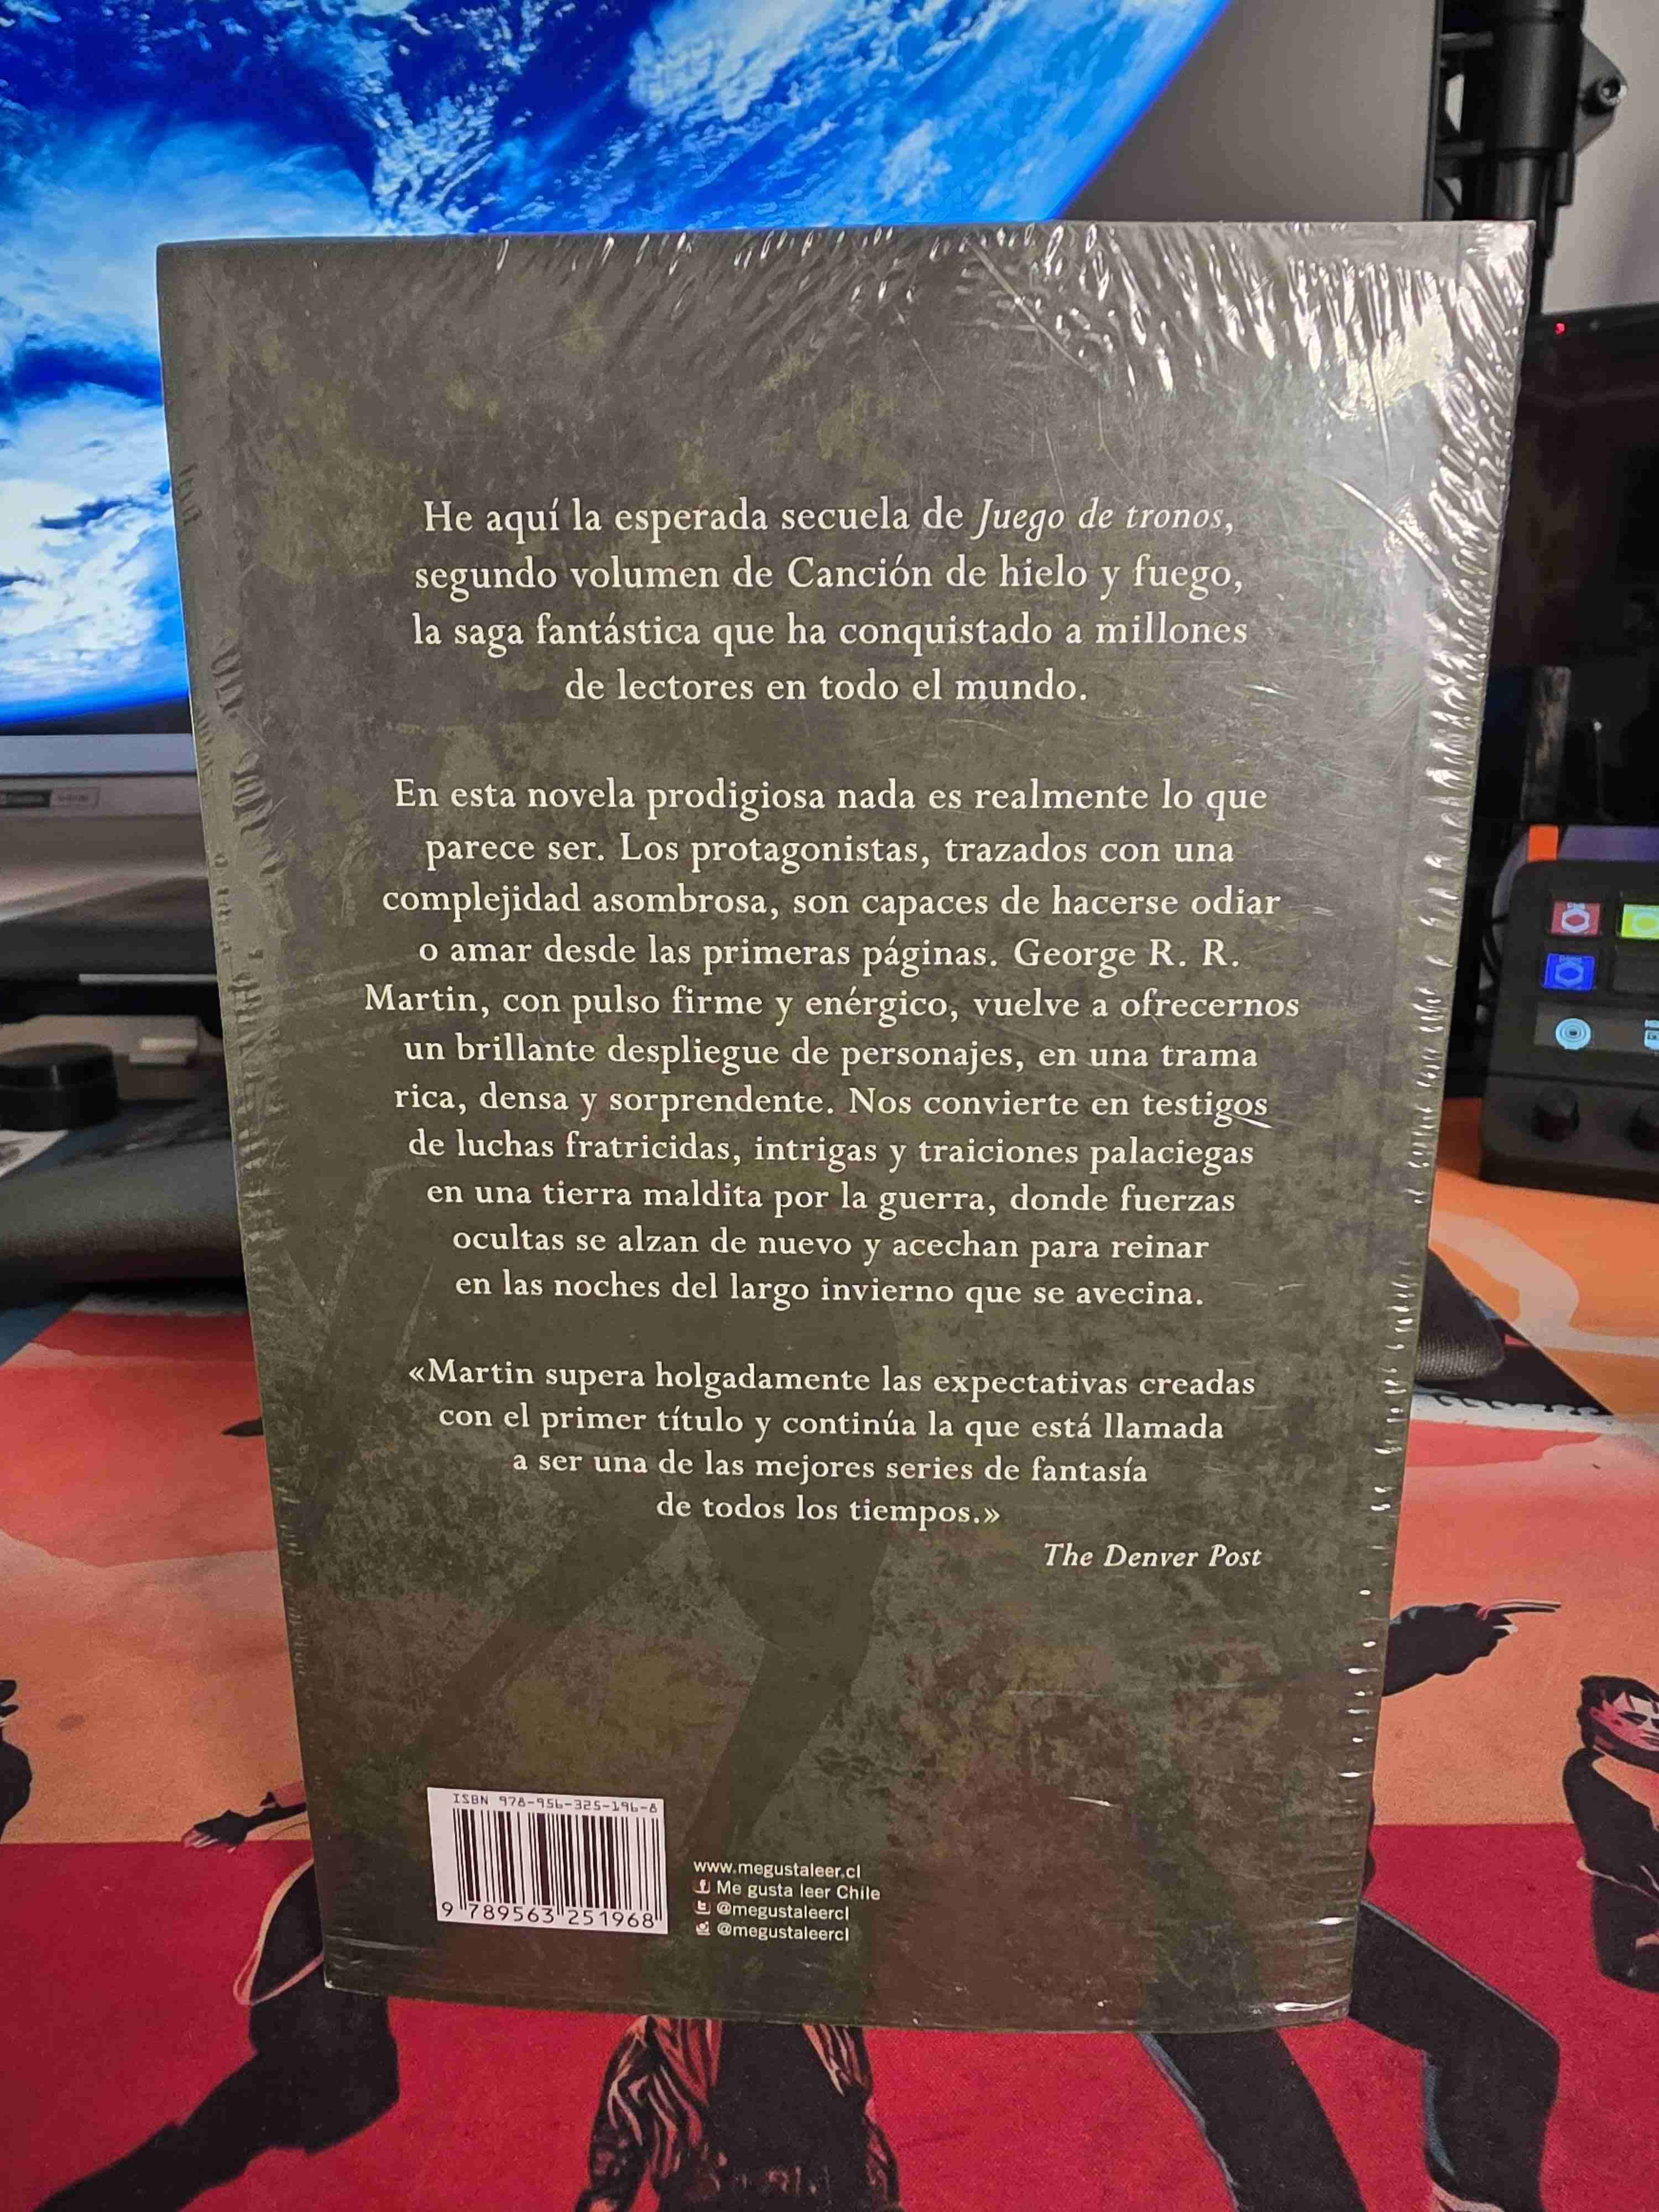 He aquí la esperada secuela de Juego de tronos,
segundo volumen de Canción de hielo y fuego,
la saga fantástica que ha conquistado a millones
de lectores en todo el mundo.
En esta novela prodigiosa nada es realmente lo que
parece ser. Los protagonistas, trazados con una
complejidad asombrosa, son capaces de hacerse odiar
o amar desde las primeras páginas. George R. R.
Martin, con pulso firme y enérgico, vuelve a ofrecernos
un brillante despliegue de personajes, en una trama
rica, densa y sorprendente. Nos convierte en testigos
de luchas fratricidas, intrigas y traiciones palaciegas
en una tierra maldita por la guerra, donde fuerzas
ocultas se alzan de nuevo y acechan para reinar
en las noches del largo invierno que se avecina.
«Martin supera holgadamente las expectativas creadas
con el primer título y continúa la que está llamada
a ser una de las mejores series de fantasía
de todos los tiempos.»
The Denver Post
ISBN 978-956-325-196-8
9 789563 251968
www.megustaleer.cl
Me gusta leer Chile
@megustaleercl
@megustaleercl